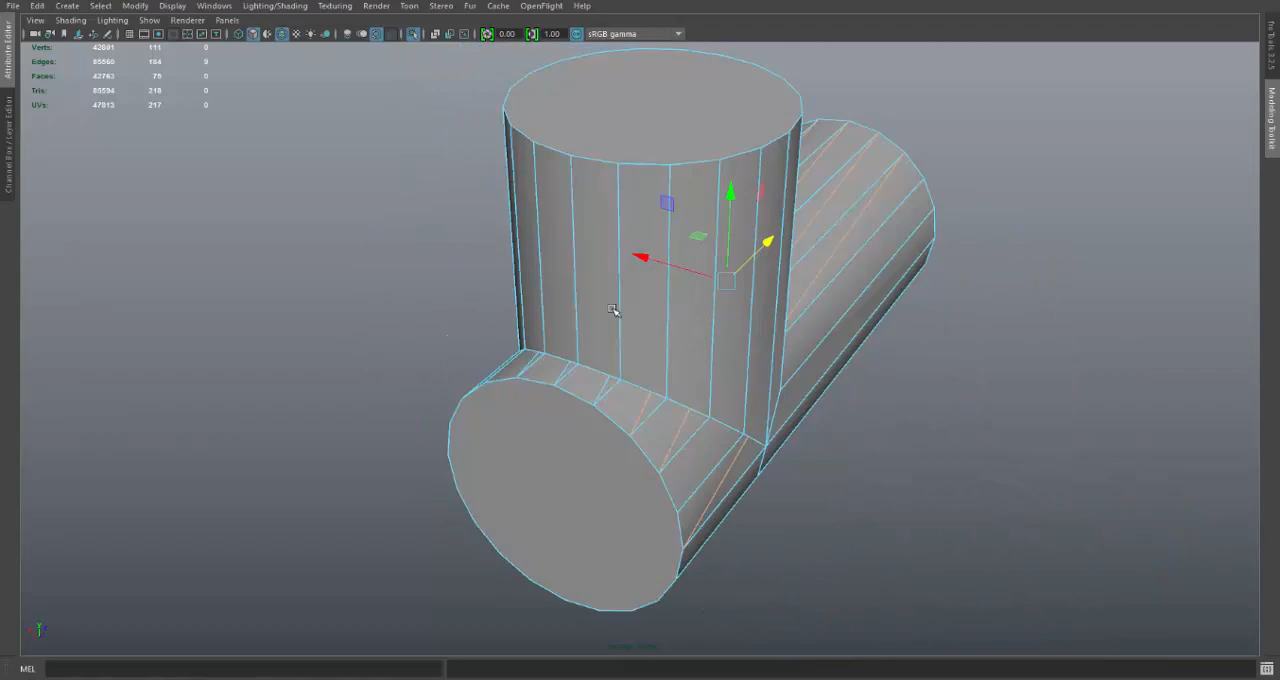 File Edit Create Select Modify Display Windows Lighting/Shading Texturing Render Toon Stereo Fur Cache OpenFlight Help
View Shading Lighting Show Renderer Panels
0.00 1.00 sRGB gamma
Verts: 42801 111 0
Edges: 85560 184 9
Faces: 42763 75 0
Tris: 85594 218 0
UVs: 47813 217 0
Attribute Editor
Channel Box / Layer Editor
Modeling Toolkit
MEL